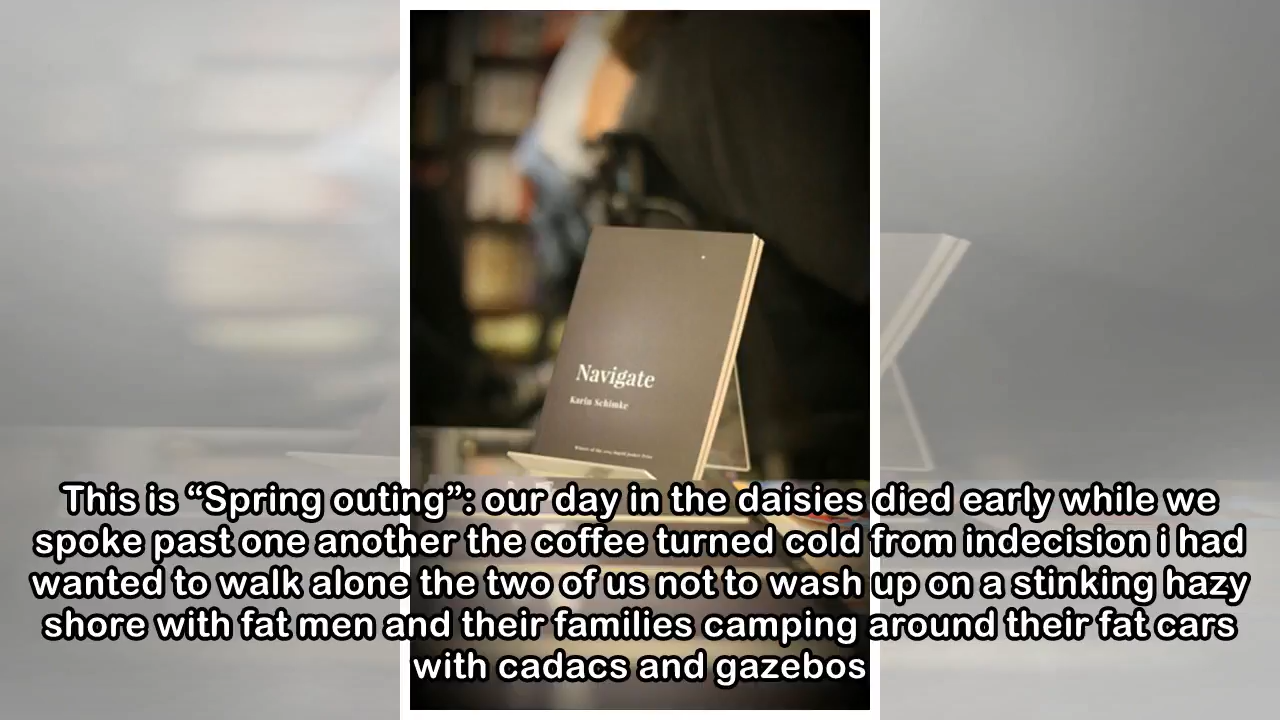 Navigate
Karin Schimke
This is “Spring outing”: our day in the daisies died early while we
spoke past one another the coffee turned cold from indecision i had
wanted to walk alone the two of us not to wash up on a stinking hazy
shore with fat men and their families camping around their fat cars
with cadacs and gazebos